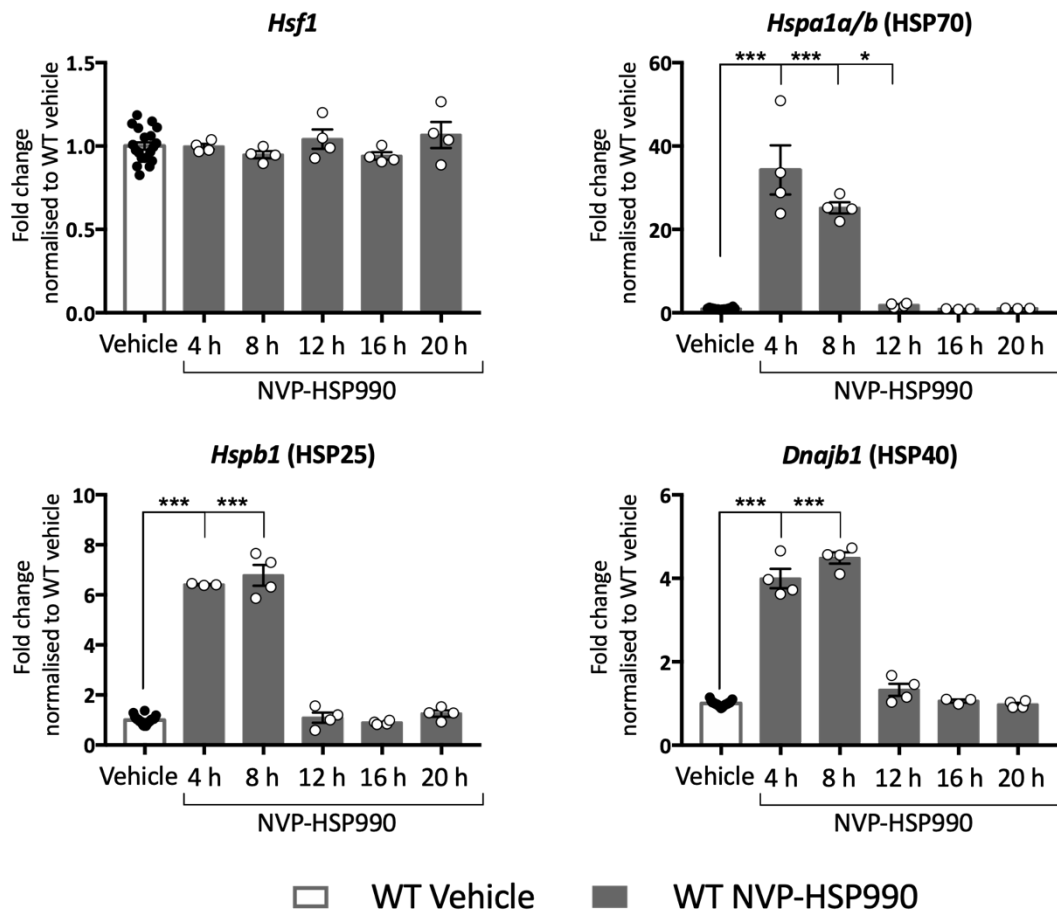 Hsf1
Fold change
normalised to WT vehicle
1.5
1.0
0.5
0.0
Vehicle 4 h 8 h 12 h 16 h 20 h
NVP-HSP990
Hspa1a/b (HSP70)
Fold change
normalised to WT vehicle
60
40
20
0
*** *** *
Vehicle 4 h 8 h 12 h 16 h 20 h
NVP-HSP990
Hspb1 (HSP25)
Fold change
normalised to WT vehicle
10
8
6
4
2
0
*** ***
Vehicle 4 h 8 h 12 h 16 h 20 h
NVP-HSP990
Dnajb1 (HSP40)
Fold change
normalised to WT vehicle
6
4
2
0
*** ***
Vehicle 4 h 8 h 12 h 16 h 20 h
NVP-HSP990
WT Vehicle WT NVP-HSP990